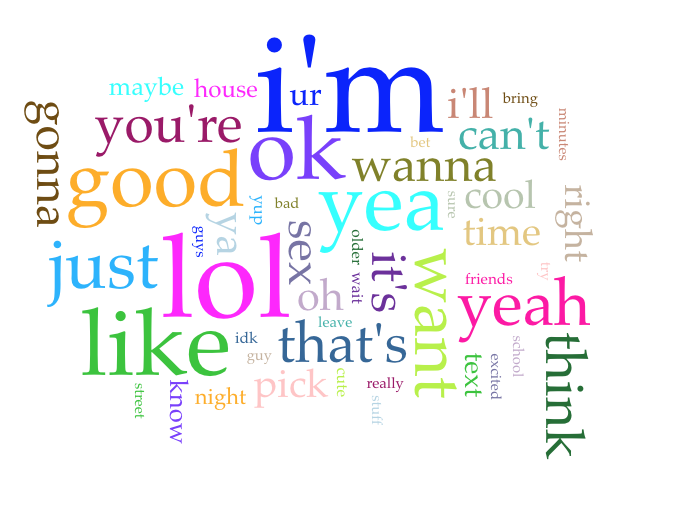 i'm
ur
maybe
house
i'll
bring
gonna
you're
ok
can't
minutes
bet
good
wanna
yea
sure
cool
right
yup
bad
ya
guys
sex
time
older
just
lol
it's
want
try
wait
oh
friends
yeah
like
idk
leave
that's
guy
think
school
text
excited
pick
cute
really
street
know
night
stuff